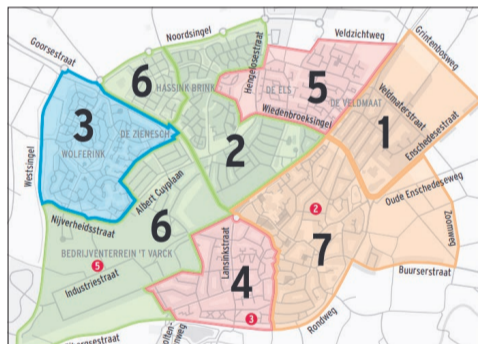 Goorsestraat
Noordsingel
Hengelosestraat
Veldzichtweg
Grintenbosweg
6
HASSINK BRINK
DE ELS
5
DE VELDMAAT
Veldmaterstraat
1
Enschedesestraat
3
DE ZIENESCH
WOLFERINK
Wiedenbroeksingel
2
Westsingel
Albert Cuyplaan
Oude Enschedeseweg
2
Nijverheidsstraat
6
BEDRIJVENTERREIN 'T VARCK
5
Industriestraat
Lansinkstraat
4
7
Zoomweg
Buurserstraat
3
Rondweg